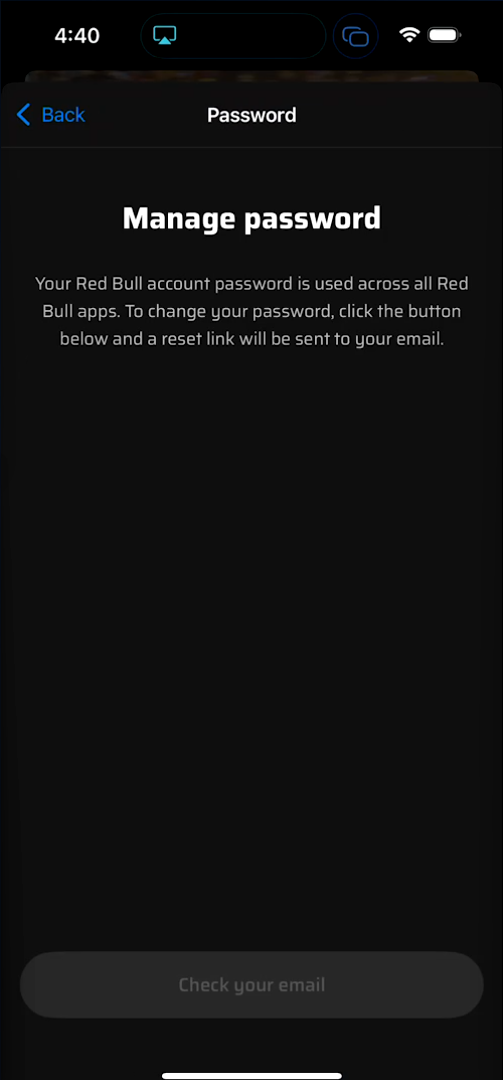 4:40
Back
Password
Manage password
Your Red Bull account password is used across all Red
Bull apps. To change your password, click the button
below and a reset link will be sent to your email.
Check your email